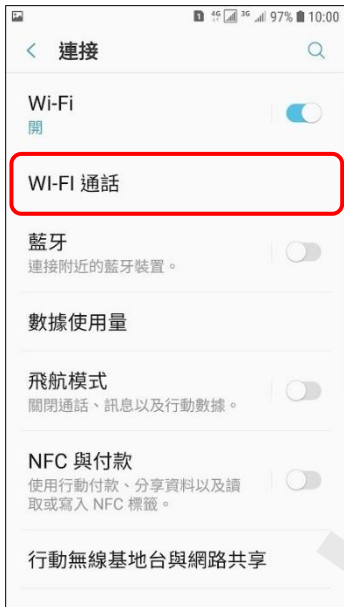 1 4G 3G 97% 10:00
連接
Wi-Fi
開
WI-FI 通話
藍牙
連接附近的藍牙裝置。
數據使用量
飛航模式
關閉通話、訊息以及行動數據。
NFC 與付款
使用行動付款、分享資料以及讀
取或寫入 NFC 標籤。
行動無線基地台與網路共享